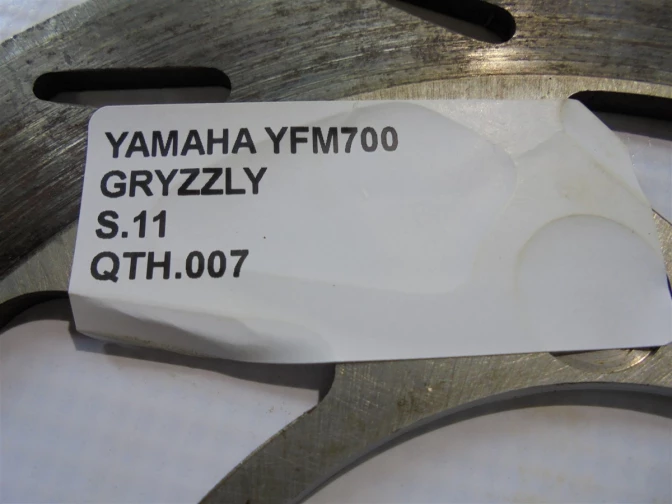 YAMAHA YFM700
GRYZZLY
S.11
QTH.007